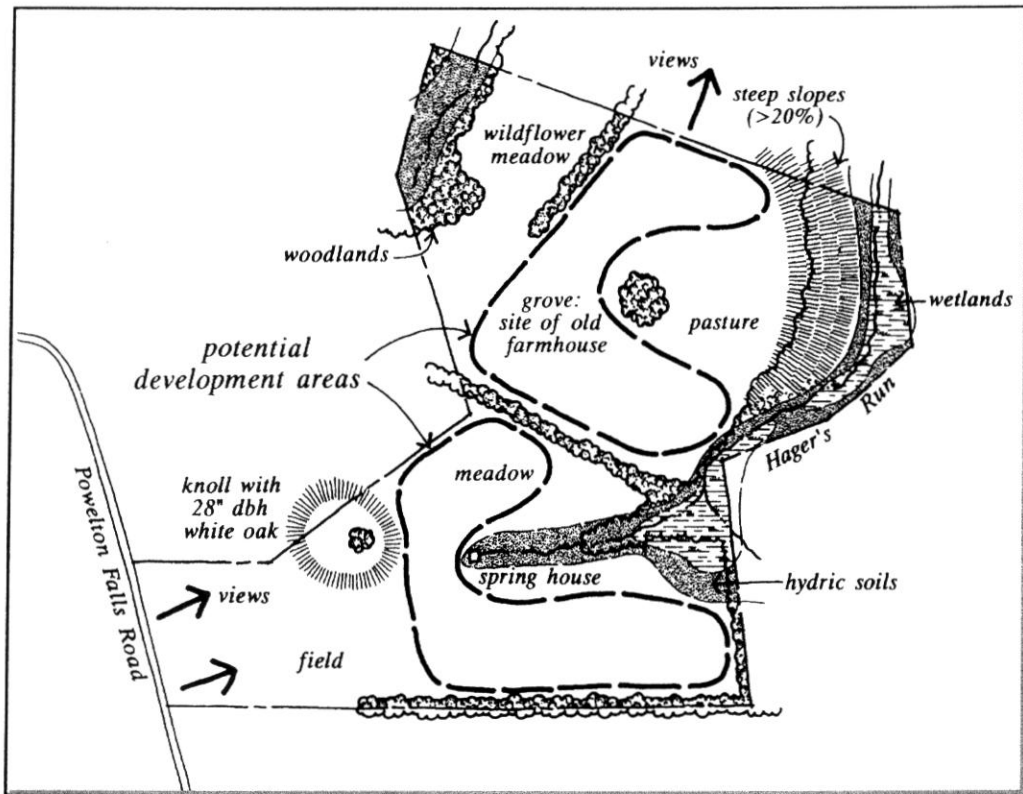 views
steep slopes
(>20%)
wildflower
meadow
woodlands
wetlands
grove:
site of old
farmhouse
pasture
potential
development areas
Hager's Run
meadow
knoll with
28" dbh
white oak
spring house
hydric soils
views
Powelton Falls Road
field